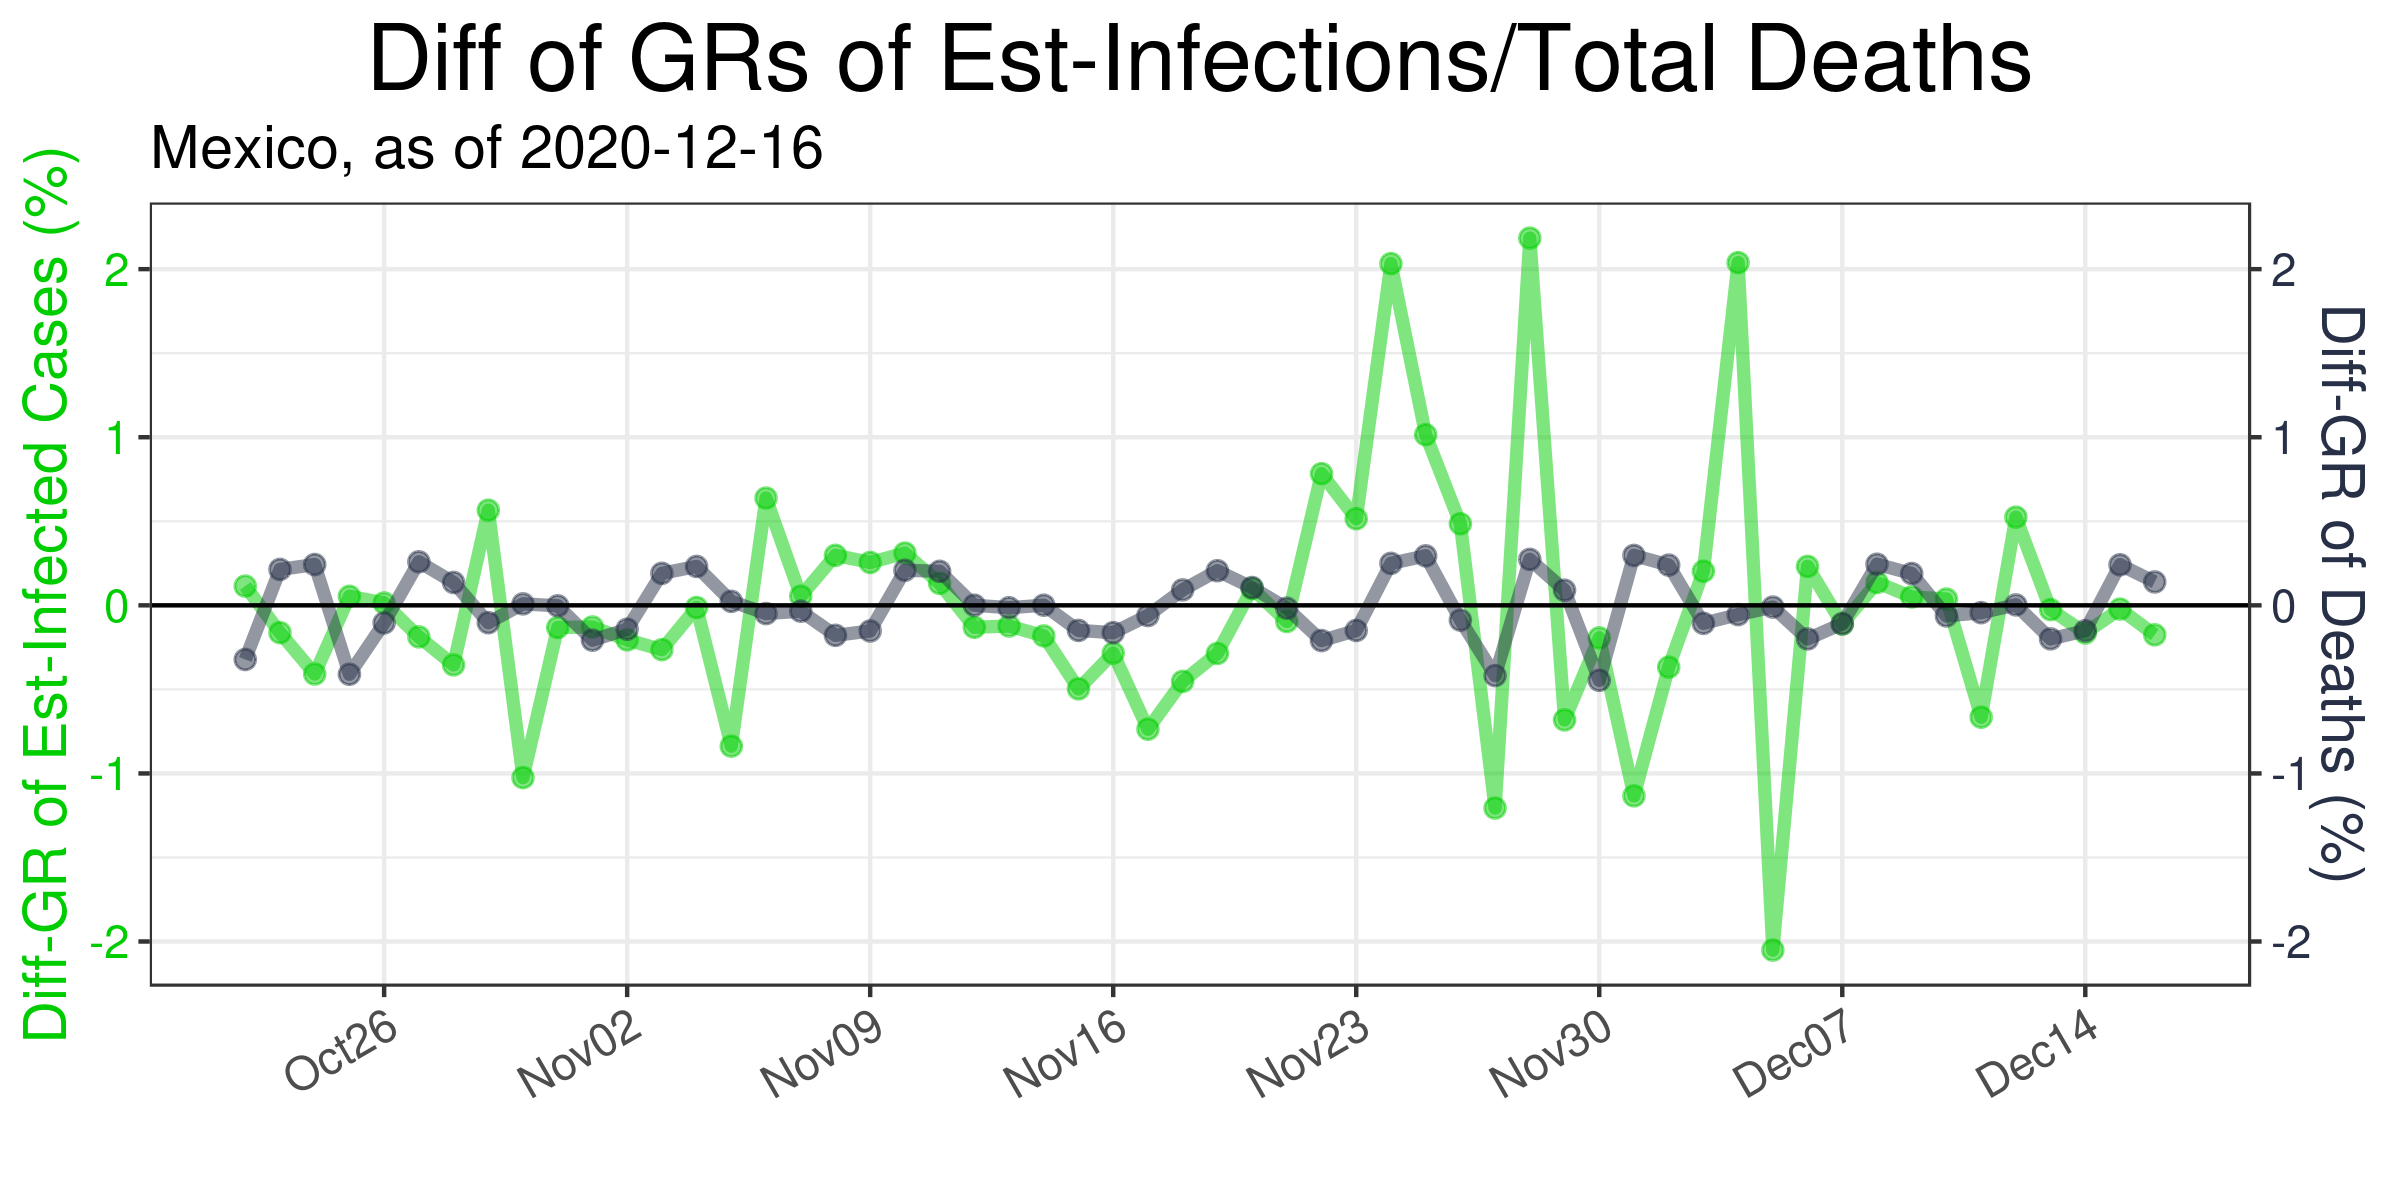 Diff of GRs of Est-Infections/Total Deaths
Mexico, as of 2020-12-16
Diff-GR of Est-Infected Cases (%)
2
1
0
-1
-2
2
1
0
-1
-2
Diff-GR of Deaths (%)
Oct26
Nov02
Nov09
Nov16
Nov23
Nov30
Dec07
Dec14